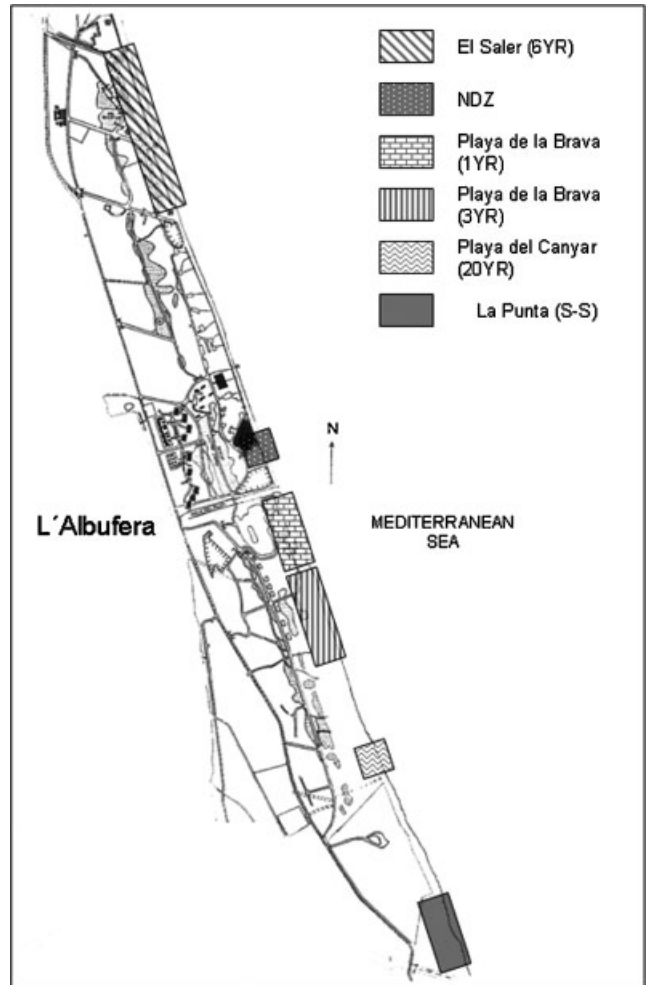 El Saler (6YR)
NDZ
Playa de la Brava
(1YR)
Playa de la Brava
(3YR)
Playa del Canyar
(20YR)
La Punta (S-S)
N
L´Albufera
MEDITERRANEAN
SEA